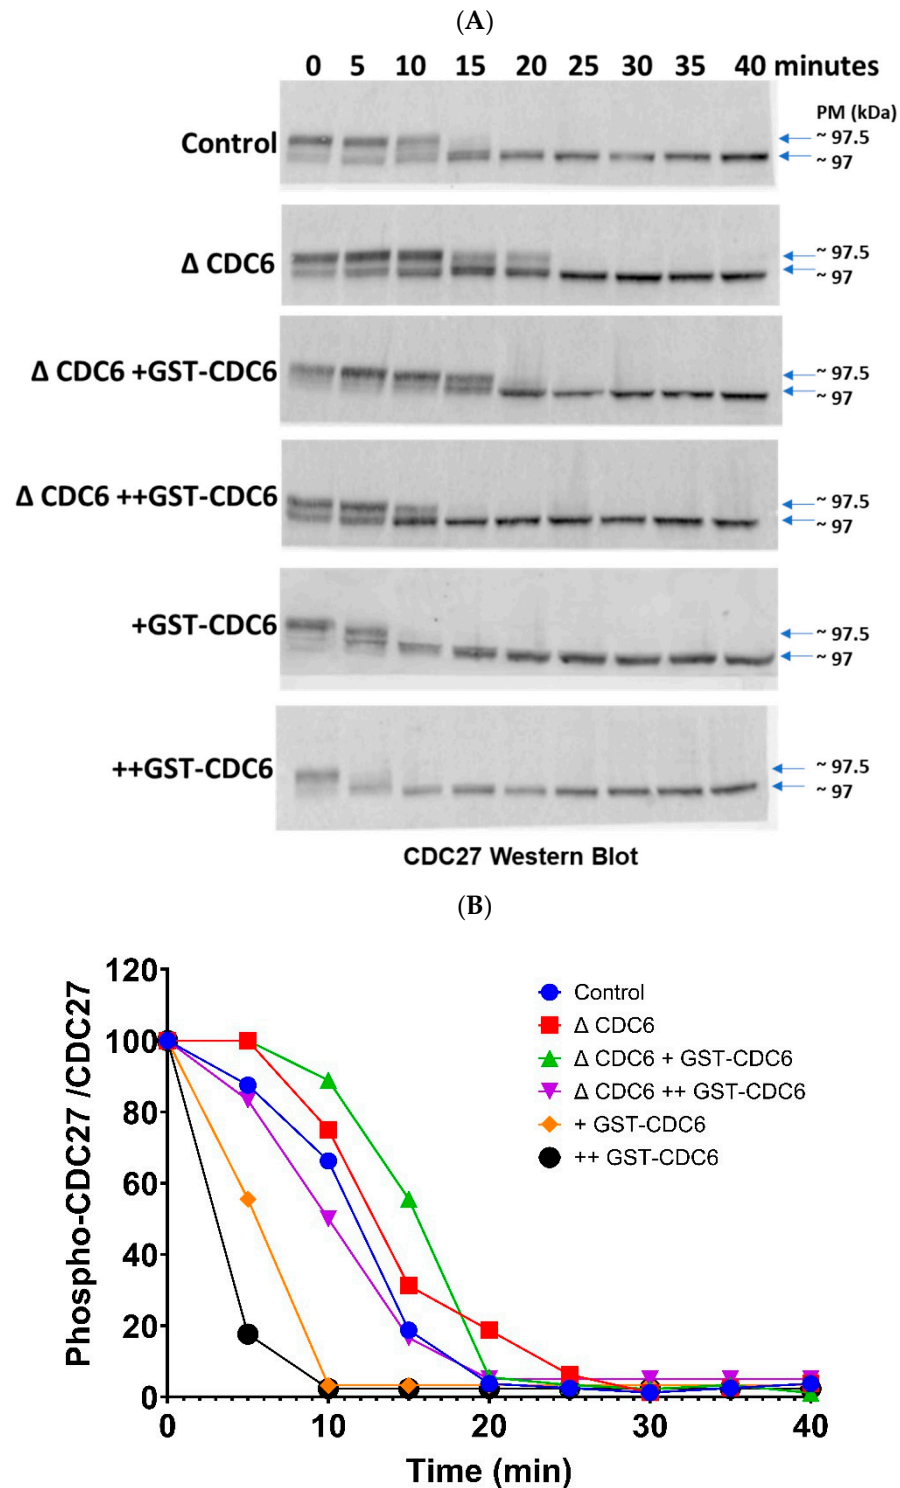 (A)
0 5 10 15 20 25 30 35 40 minutes
PM (kDa)
Control
~ 97.5
~ 97
Δ CDC6
~ 97.5
~ 97
Δ CDC6 +GST-CDC6
~ 97.5
~ 97
Δ CDC6 ++GST-CDC6
~ 97.5
~ 97
+GST-CDC6
~ 97.5
~ 97
++GST-CDC6
~ 97.5
~ 97
CDC27 Western Blot
(B)
Phospho-CDC27 /CDC27
120
100
80
60
40
20
0
Control
Δ CDC6
Δ CDC6 + GST-CDC6
Δ CDC6 ++ GST-CDC6
+ GST-CDC6
++ GST-CDC6
0 10 20 30 40
Time (min)